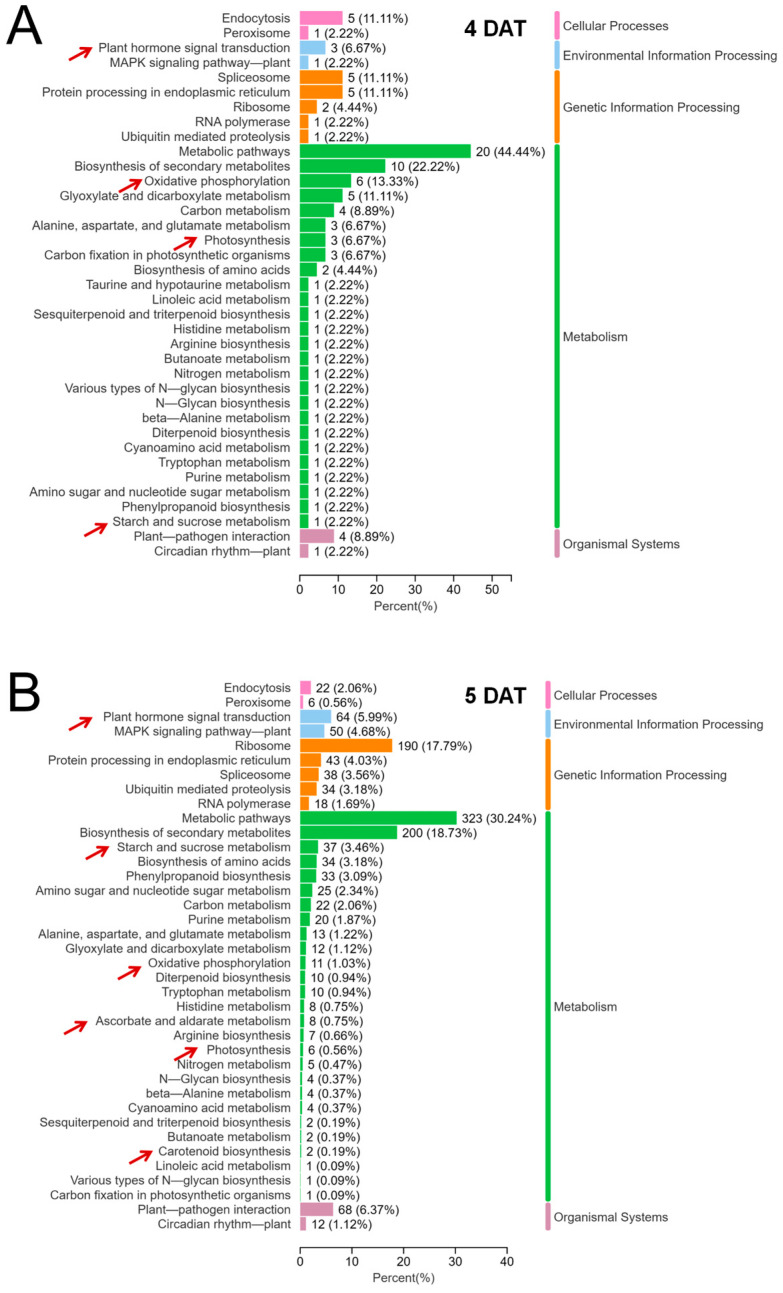 A
4 DAT
Endocytosis 5 (11.11%)
Peroxisome 1 (2.22%)
Cellular Processes
Plant hormone signal transduction 3 (6.67%)
MAPK signaling pathway—plant 1 (2.22%)
Environmental Information Processing
Spliceosome 5 (11.11%)
Protein processing in endoplasmic reticulum 5 (11.11%)
Ribosome 2 (4.44%)
RNA polymerase 1 (2.22%)
Ubiquitin mediated proteolysis 1 (2.22%)
Genetic Information Processing
Metabolic pathways 20 (44.44%)
Biosynthesis of secondary metabolites 10 (22.22%)
Oxidative phosphorylation 6 (13.33%)
Glyoxylate and dicarboxylate metabolism 5 (11.11%)
Carbon metabolism 4 (8.89%)
Alanine, aspartate, and glutamate metabolism 3 (6.67%)
Photosynthesis 3 (6.67%)
Carbon fixation in photosynthetic organisms 3 (6.67%)
Biosynthesis of amino acids 2 (4.44%)
Taurine and hypotaurine metabolism 1 (2.22%)
Linoleic acid metabolism 1 (2.22%)
Sesquiterpenoid and triterpenoid biosynthesis 1 (2.22%)
Histidine metabolism 1 (2.22%)
Arginine biosynthesis 1 (2.22%)
Butanoate metabolism 1 (2.22%)
Nitrogen metabolism 1 (2.22%)
Various types of N—glycan biosynthesis 1 (2.22%)
N—Glycan biosynthesis 1 (2.22%)
beta—Alanine metabolism 1 (2.22%)
Diterpenoid biosynthesis 1 (2.22%)
Cyanoamino acid metabolism 1 (2.22%)
Tryptophan metabolism 1 (2.22%)
Purine metabolism 1 (2.22%)
Amino sugar and nucleotide sugar metabolism 1 (2.22%)
Phenylpropanoid biosynthesis 1 (2.22%)
Starch and sucrose metabolism 1 (2.22%)
Metabolism
Plant—pathogen interaction 4 (8.89%)
Circadian rhythm—plant 1 (2.22%)
Organismal Systems
0 10 20 30 40 50
Percent(%)
B
5 DAT
Endocytosis 22 (2.06%)
Peroxisome 6 (0.56%)
Cellular Processes
Plant hormone signal transduction 64 (5.99%)
MAPK signaling pathway—plant 50 (4.68%)
Environmental Information Processing
Ribosome 190 (17.79%)
Protein processing in endoplasmic reticulum 43 (4.03%)
Spliceosome 38 (3.56%)
Ubiquitin mediated proteolysis 34 (3.18%)
RNA polymerase 18 (1.69%)
Genetic Information Processing
Metabolic pathways 323 (30.24%)
Biosynthesis of secondary metabolites 200 (18.73%)
Starch and sucrose metabolism 37 (3.46%)
Biosynthesis of amino acids 34 (3.18%)
Phenylpropanoid biosynthesis 33 (3.09%)
Amino sugar and nucleotide sugar metabolism 25 (2.34%)
Carbon metabolism 22 (2.06%)
Purine metabolism 20 (1.87%)
Alanine, aspartate, and glutamate metabolism 13 (1.22%)
Glyoxylate and dicarboxylate metabolism 12 (1.12%)
Oxidative phosphorylation 11 (1.03%)
Diterpenoid biosynthesis 10 (0.94%)
Tryptophan metabolism 10 (0.94%)
Histidine metabolism 8 (0.75%)
Ascorbate and aldarate metabolism 8 (0.75%)
Arginine biosynthesis 7 (0.66%)
Photosynthesis 6 (0.56%)
Nitrogen metabolism 5 (0.47%)
N—Glycan biosynthesis 4 (0.37%)
beta—Alanine metabolism 4 (0.37%)
Cyanoamino acid metabolism 4 (0.37%)
Sesquiterpenoid and triterpenoid biosynthesis 2 (0.19%)
Butanoate metabolism 2 (0.19%)
Carotenoid biosynthesis 2 (0.19%)
Linoleic acid metabolism 1 (0.09%)
Various types of N—glycan biosynthesis 1 (0.09%)
Carbon fixation in photosynthetic organisms 1 (0.09%)
Metabolism
Plant—pathogen interaction 68 (6.37%)
Circadian rhythm—plant 12 (1.12%)
Organismal Systems
0 10 20 30 40
Percent(%)